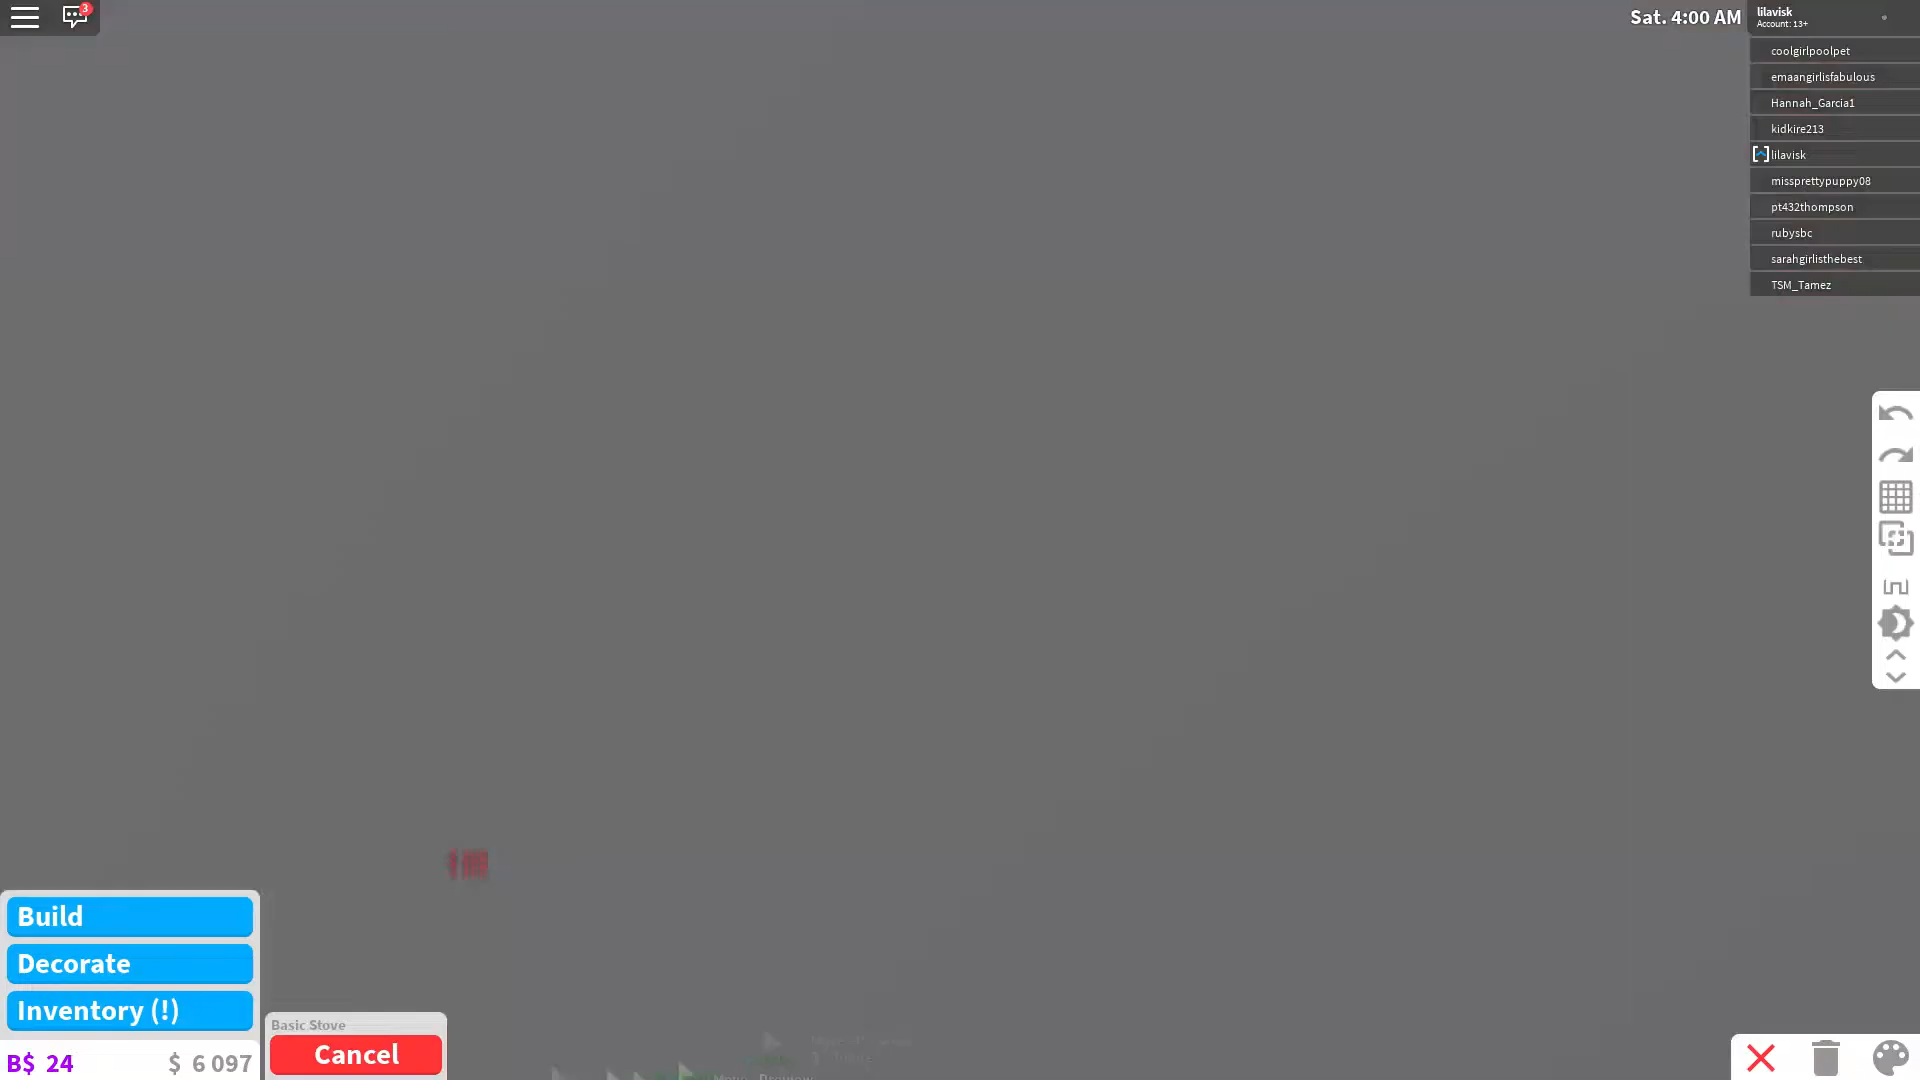 3
Sat. 4:00 AM
lilavisk
Account: 13+
coolgirlpoolpet
emaangirlisfabulous
Hannah_Garcia1
kidkire213
lilavisk
missprettypuppy08
pt432thompson
rubysbc
sarahgirlisthebest
TSM_Tamez
Build
Decorate
Inventory (!)
B$ 24
$ 6 097
Basic Stove
Cancel